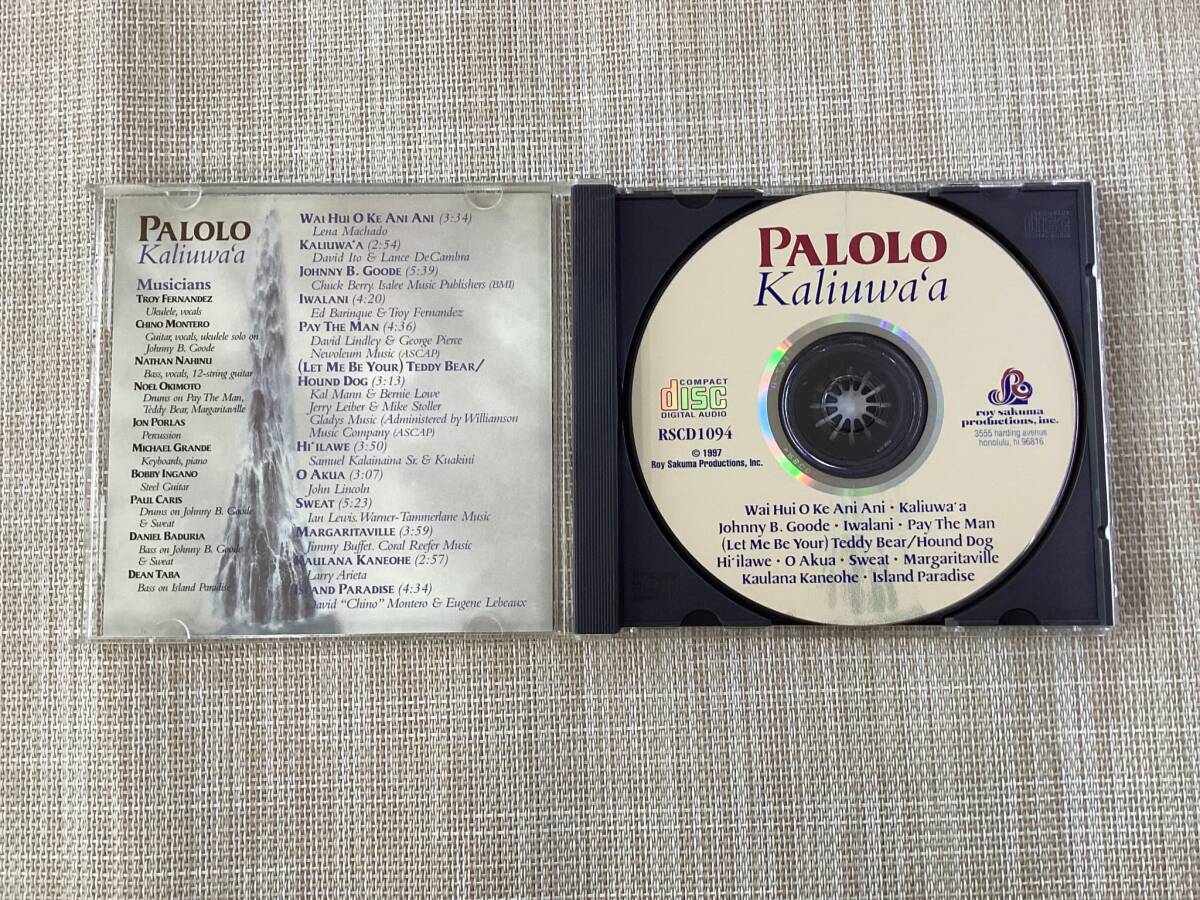 PALOLO
Kaliuwa'a
Musicians
TROY FERNANDEZ
Ukulele, vocals
CHINO MONTERO
Guitar, vocals, ukulele solo on
Johnny B. Goode
NATHAN NAHINU
Bass, vocals, 12-string guitar
NOEL OKIMOTO
Drums on Pay The Man,
Teddy Bear, Margaritaville
JON PORLAS
Percussion
MICHAEL GRANDE
Keyboards, piano
BOBBY INGANO
Steel Guitar
PAUL CARIS
Drums on Johnny B. Goode
& Sweat
DANIEL BADURIA
Bass on Johnny B. Goode
& Sweat
DEAN TABA
Bass on Island Paradise
WAI HUI O KE ANI ANI (3:34)
Lena Machado
KALIUWA'A (2:54)
David Ito & Lance DeCambra
JOHNNY B. GOODE (5:39)
Chuck Berry. Isalee Music Publishers (BMI)
IWALANI (4:20)
Ed Barinque & Troy Fernandez
PAY THE MAN (4:36)
David Lindley & George Pierce
Newoleum Music (ASCAP)
(LET ME BE YOUR) TEDDY BEAR/
HOUND DOG (3:13)
Kal Mann & Bernie Lowe
Jerry Leiber & Mike Stoller
Gladys Music (Administered by Williamson
Music Company (ASCAP)
HI'ILAWE (3:50)
Samuel Kalainaina Sr. & Kuakini
O AKUA (3:07)
John Lincoln
SWEAT (5:23)
Ian Lewis. Warner-Tammerlane Music
MARGARITAVILLE (3:59)
Jimmy Buffet. Coral Reefer Music
KAULANA KANEOHE (2:57)
Larry Arieta
ISLAND PARADISE (4:34)
David "Chino" Montero & Eugene Lebeaux
PALOLO
Kaliuwa'a
COMPACT
disc
DIGITAL AUDIO
RSCD1094
© 1997
Roy Sakuma Productions, Inc.
roy sakuma
productions, inc.
3555 harding avenue
honolulu, hi 96816
Wai Hui O Ke Ani Ani · Kaliuwa'a
Johnny B. Goode · Iwalani · Pay The Man
(Let Me Be Your) Teddy Bear/Hound Dog
Hi'ilawe · O Akua · Sweat · Margaritaville
Kaulana Kaneohe · Island Paradise